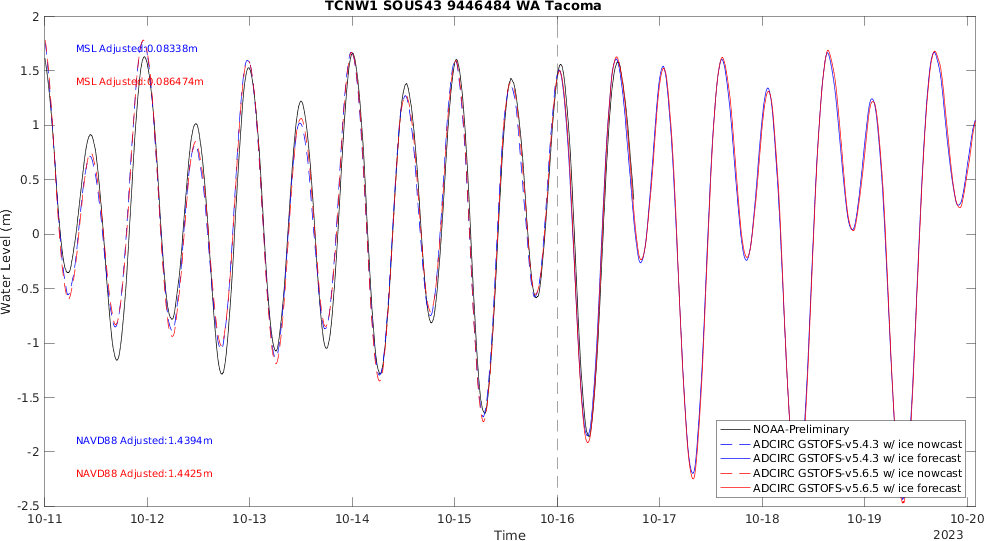 TCNW1 SOUS43 9446484 WA Tacoma
2
1.5
1
0.5
0
-0.5
-1
-1.5
-2
-2.5
Water Level (m)
MSL Adjusted:0.08338m
MSL Adjusted:0.086474m
NAVD88 Adjusted:1.4394m
NAVD88 Adjusted:1.4425m
NOAA-Preliminary
ADCIRC GSTOFS-v5.4.3 w/ ice nowcast
ADCIRC GSTOFS-v5.4.3 w/ ice forecast
ADCIRC GSTOFS-v5.6.5 w/ ice nowcast
ADCIRC GSTOFS-v5.6.5 w/ ice forecast
10-11 10-12 10-13 10-14 10-15 10-16 10-17 10-18 10-19 10-20
Time
2023